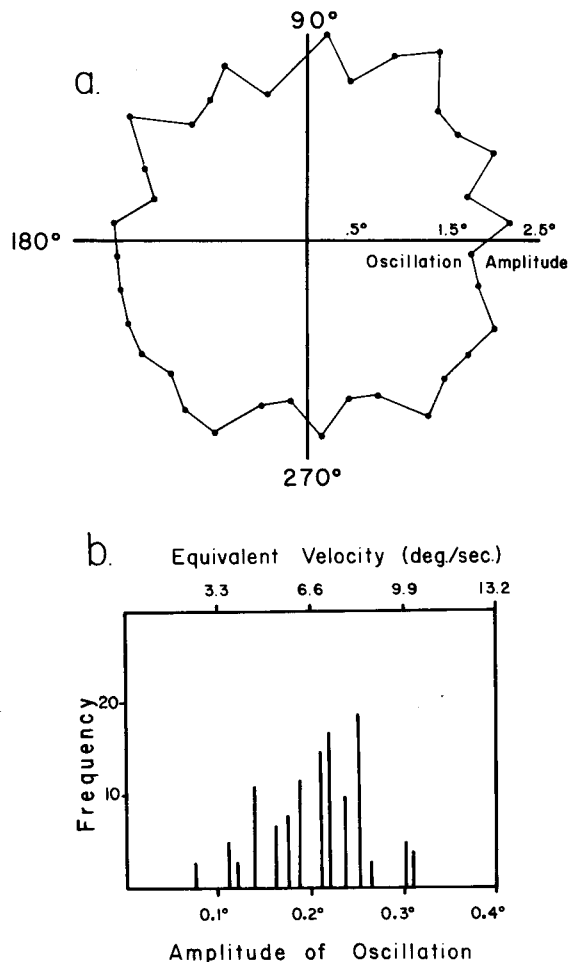 90°
a.
180° .5° 1.5° 2.5°
Oscillation Amplitude
270°
b.
Equivalent Velocity (deg./sec.)
3.3 6.6 9.9 13.2
Frequency
20
10
0.1° 0.2° 0.3° 0.4°
Amplitude of Oscillation